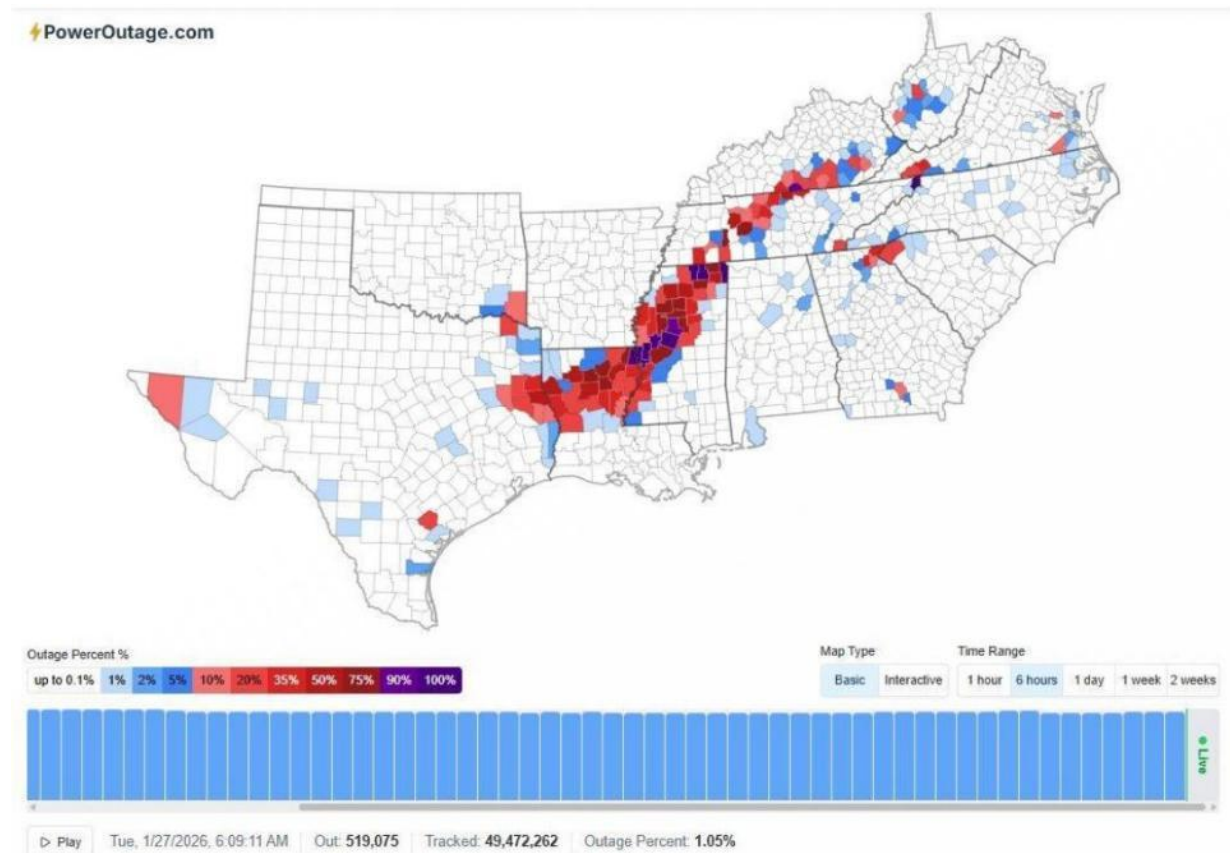 PowerOutage.com
Outage Percent %
up to 0.1% 1% 2% 5% 10% 20% 35% 50% 75% 90% 100%
Map Type
Basic Interactive
Time Range
1 hour 6 hours 1 day 1 week 2 weeks
Live
Play Tue, 1/27/2026, 6:09:11 AM Out: 519,075 Tracked: 49,472,262 Outage Percent: 1.05%